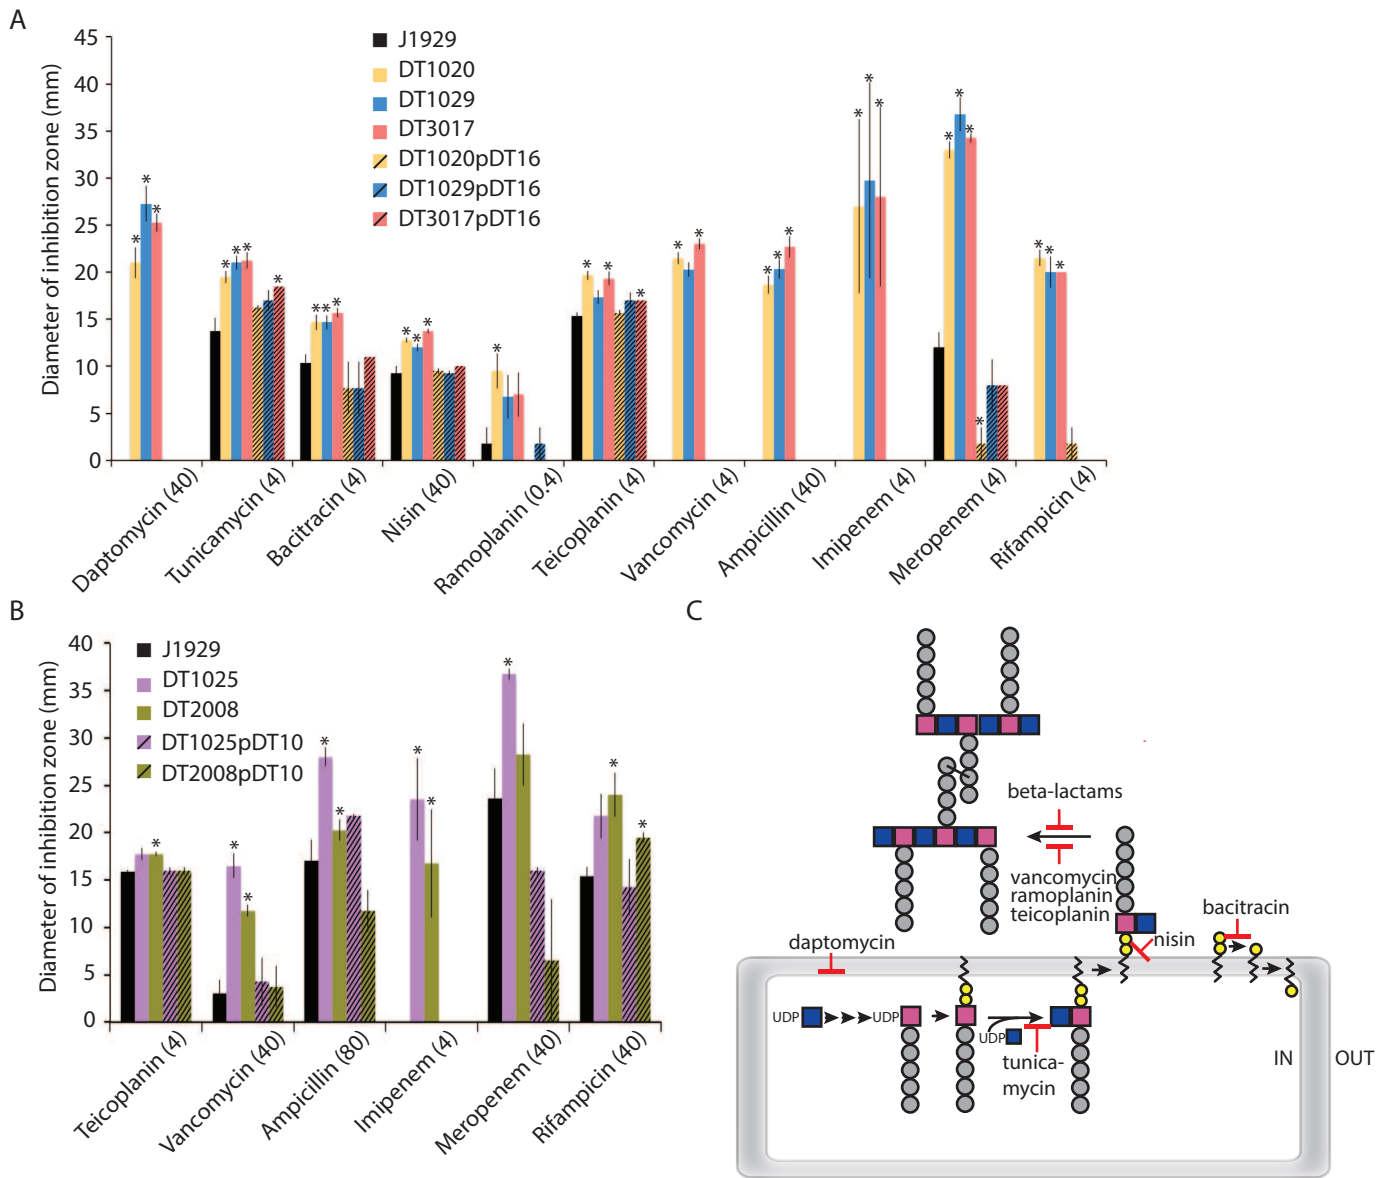 A
Diameter of inhibition zone (mm)
45
40
35
30
25
20
15
10
5
0
J1929
DT1020
DT1029
DT3017
DT1020pDT16
DT1029pDT16
DT3017pDT16
* * *
* * * *
* * *
* * *
*
* * *
* *
* * *
* * *
* * * *
* * *
Daptomycin (40)
Tunicamycin (4)
Bacitracin (4)
Nisin (40)
Ramoplanin (0.4)
Teicoplanin (4)
Vancomycin (4)
Ampicillin (40)
Imipenem (4)
Meropenem (4)
Rifampicin (4)
B
Diameter of inhibition zone (mm)
40
35
30
25
20
15
10
5
0
J1929
DT1025
DT2008
DT1025pDT10
DT2008pDT10
*
* *
* *
* *
*
* *
Teicoplanin (4)
Vancomycin (40)
Ampicillin (80)
Imipenem (4)
Meropenem (40)
Rifampicin (40)
C
beta-lactams
vancomycin
ramoplanin
teicoplanin
bacitracin
nisin
daptomycin
UDP
UDP
UDP
tunica-
mycin
IN
OUT